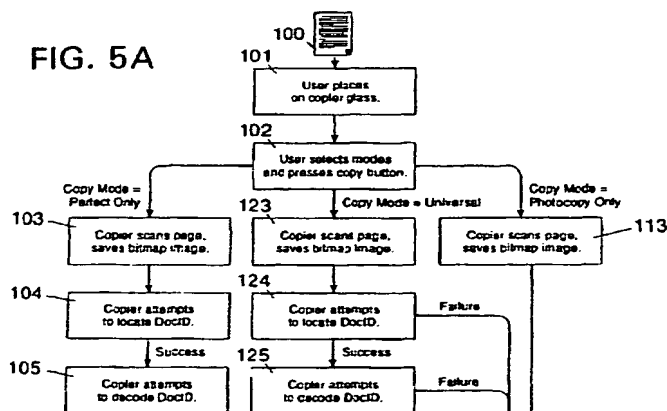 FIG. 5A
100
101
User places
on copier glass.
102
User selects modes
and presses copy button.
Copy Mode =
Perfect Only
Copy Mode = Universal
Copy Mode =
Photocopy Only
103
Copier scans page,
saves bitmap image.
123
Copier scans page,
saves bitmap image.
113
Copier scans page,
saves bitmap image.
104
Copier attempts
to locate DocID.
124
Copier attempts
to locate DocID.
Failure
Success
Success
105
Copier attempts
to decode DocID.
125
Copier attempts
to decode DocID.
Failure